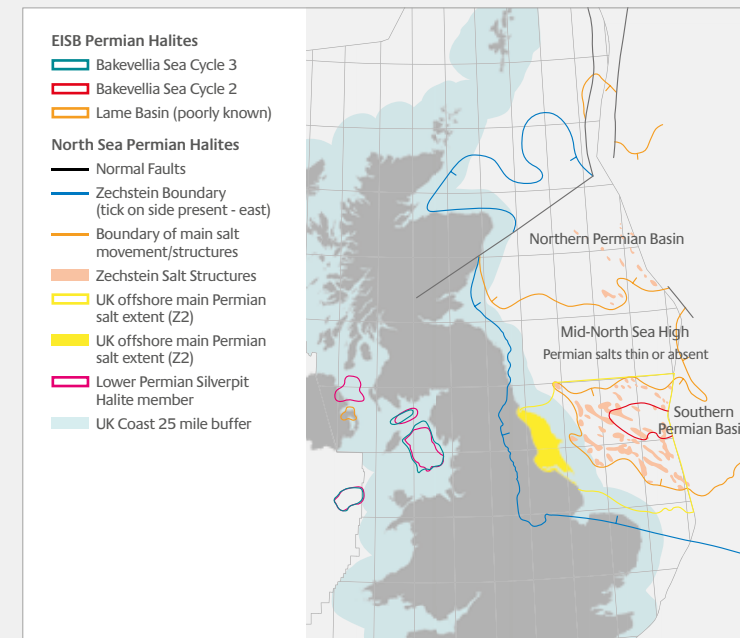 EISB Permian Halites
Bakevellia Sea Cycle 3
Bakevellia Sea Cycle 2
Lame Basin (poorly known)
North Sea Permian Halites
Normal Faults
Zechstein Boundary
(tick on side present - east)
Boundary of main salt
movement/structures
Zechstein Salt Structures
UK offshore main Permian
salt extent (Z2)
UK offshore main Permian
salt extent (Z2)
Lower Permian Silverpit
Halite member
UK Coast 25 mile buffer
Northern Permian Basin
Mid-North Sea High
Permian salts thin or absent
Southern
Permian Basi